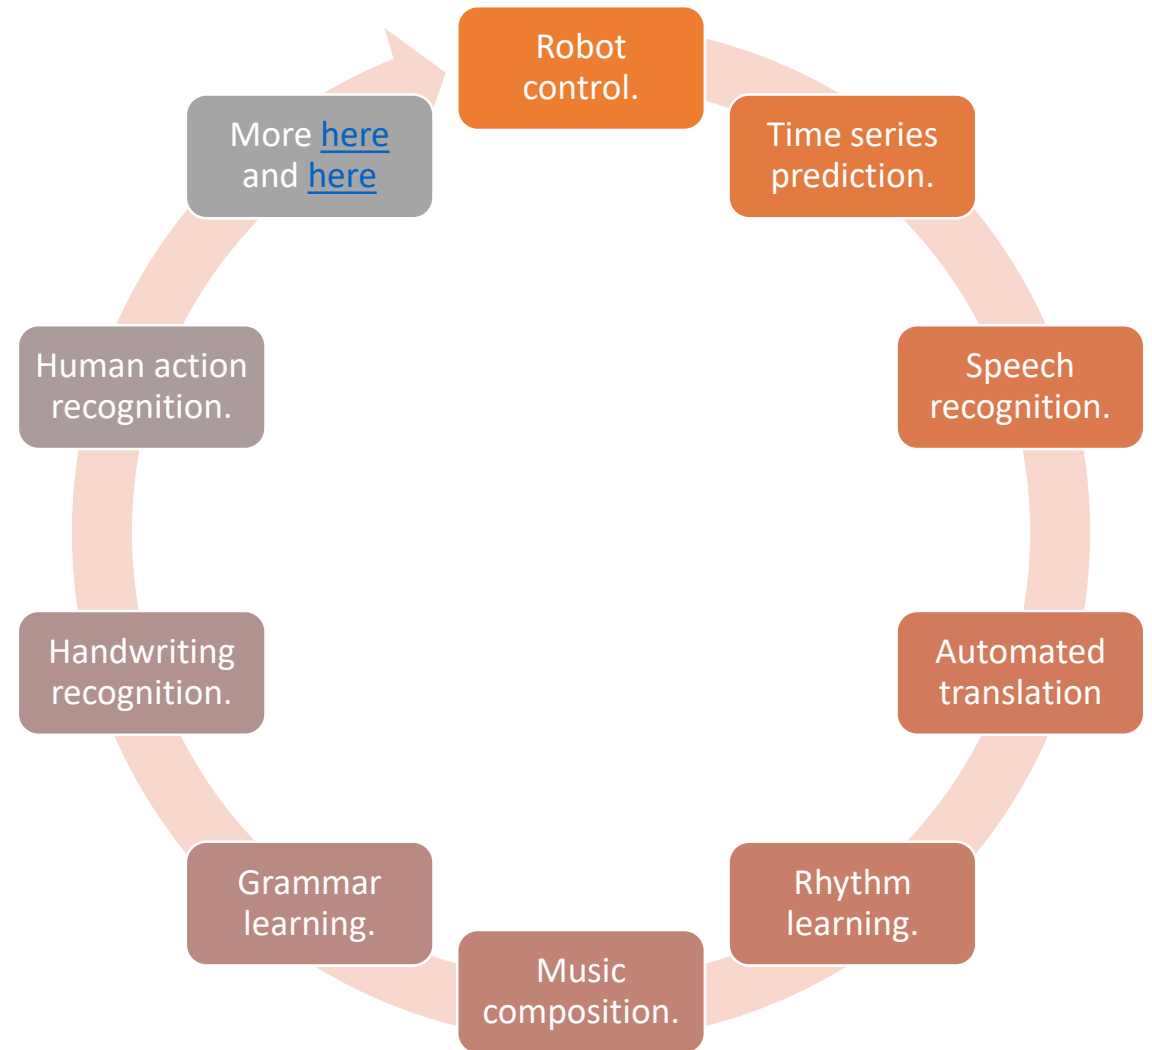 Robot
control.
Time series
prediction.
Speech
recognition.
Automated
translation
Rhythm
learning.
Music
composition.
Grammar
learning.
Handwriting
recognition.
Human action
recognition.
More here
and here